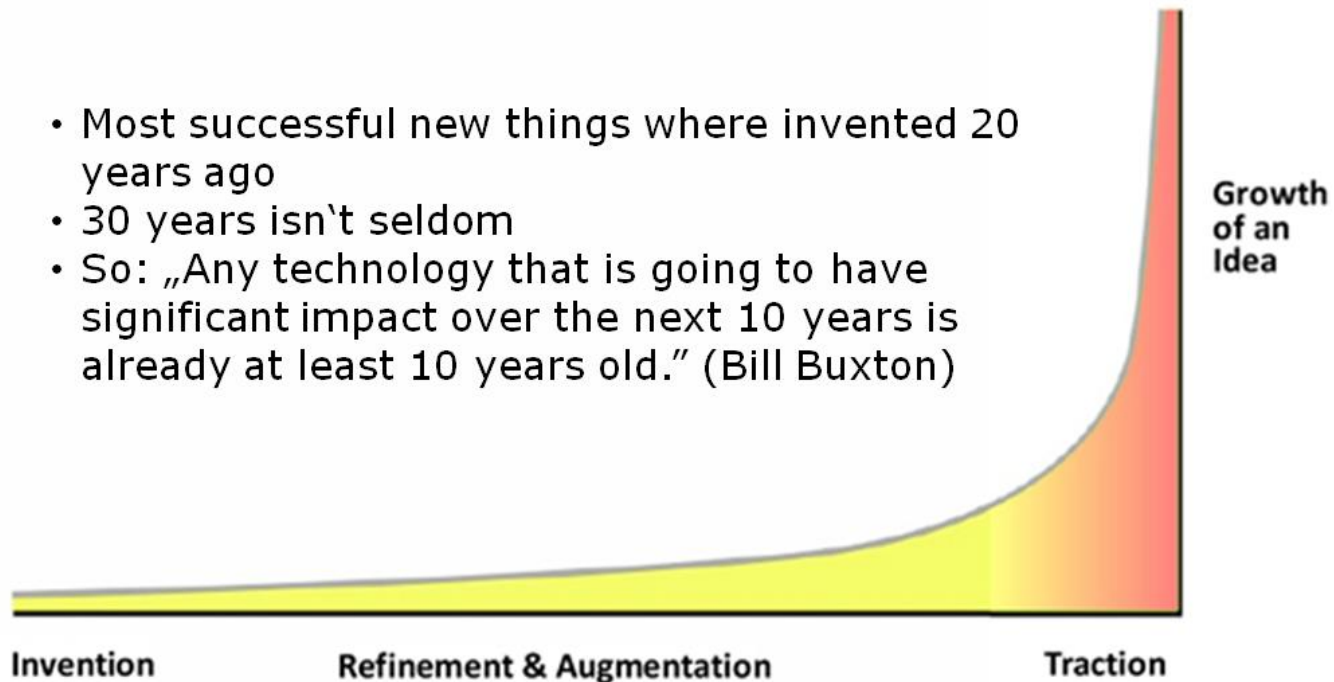 • Most successful new things where invented 20
years ago
• 30 years isn‛t seldom
• So: „Any technology that is going to have
significant impact over the next 10 years is
already at least 10 years old.” (Bill Buxton)
Growth
of an
Idea
Invention
Refinement & Augmentation
Traction